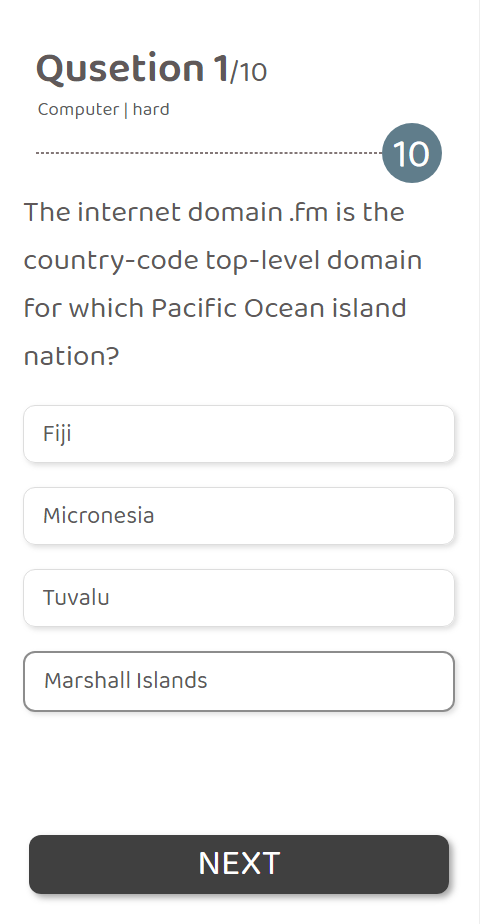 Qusetion 1/10
Computer | hard
10
The internet domain .fm is the
country-code top-level domain
for which Pacific Ocean island
nation?
Fiji
Micronesia
Tuvalu
Marshall Islands
NEXT